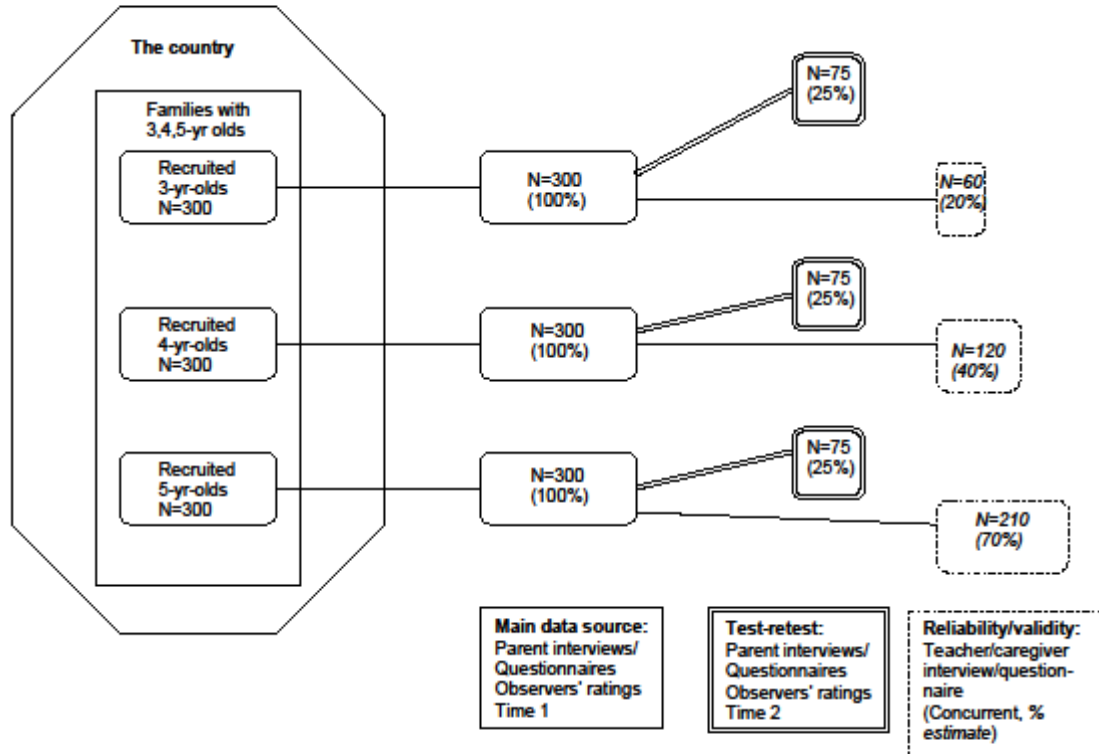 The country
Families with
3,4,5-yr olds
Recruited
3-yr-olds
N=300
N=300
(100%)
N=75
(25%)
N=60
(20%)
Recruited
4-yr-olds
N=300
N=300
(100%)
N=75
(25%)
N=120
(40%)
Recruited
5-yr-olds
N=300
N=300
(100%)
N=75
(25%)
N=210
(70%)
Main data source:
Parent interviews/
Questionnaires
Observers' ratings
Time 1
Test-retest:
Parent interviews/
Questionnaires
Observers' ratings
Time 2
Reliability/validity:
Teacher/caregiver
interview/question-
naire
(Concurrent, %
estimate)